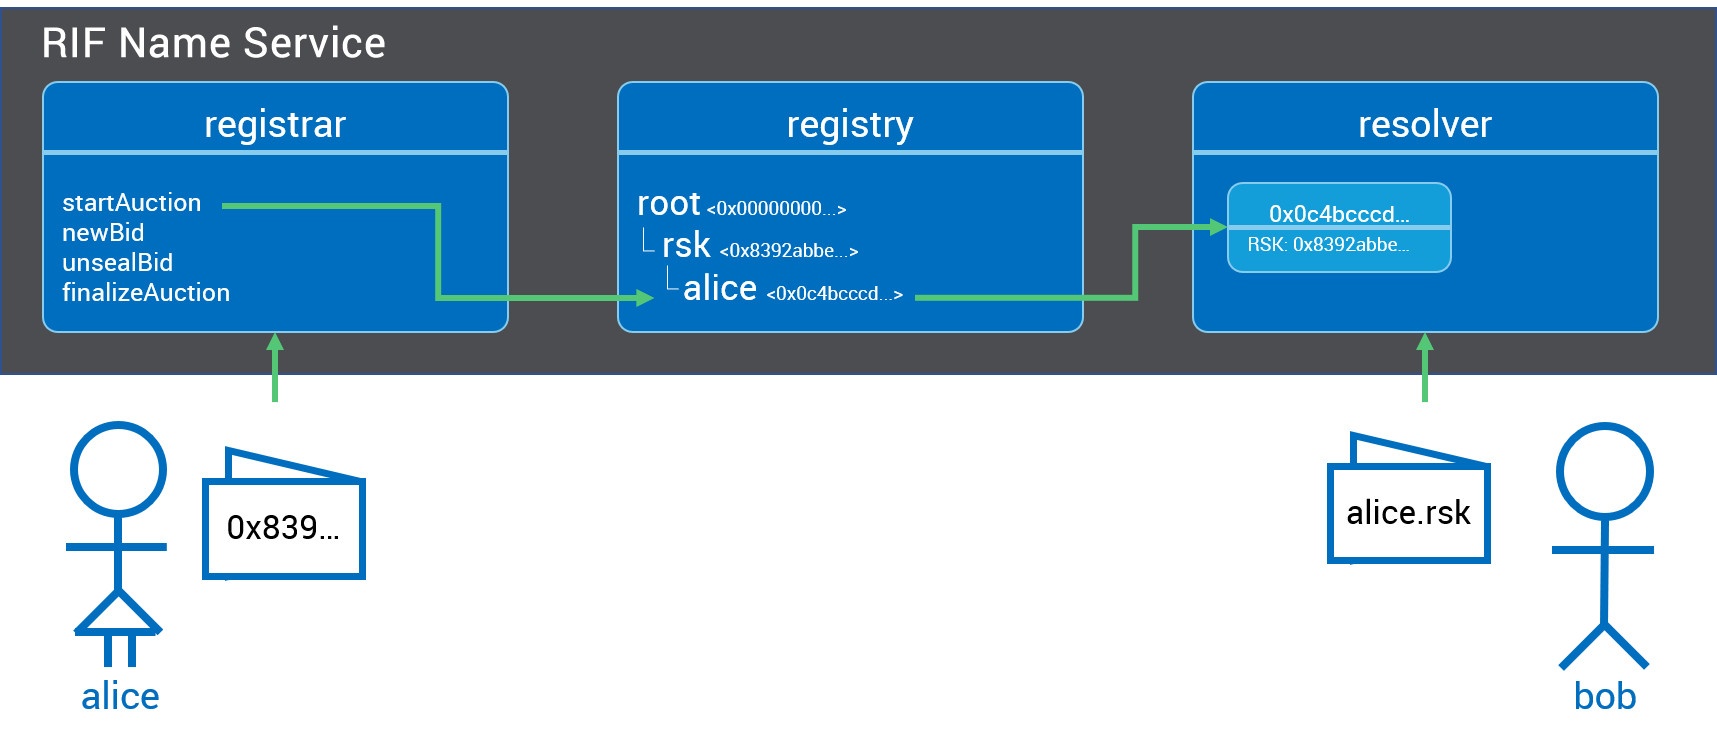 RIF Name Service
registrar
startAuction
newBid
unsealBid
finalizeAuction
registry
root <0x00000000...>
rsk <0x8392abbe...>
alice <0x0c4bcccd...>
resolver
0x0c4bcccd...
RSK: 0x8392abbe...
0x839...
alice
alice.rsk
bob